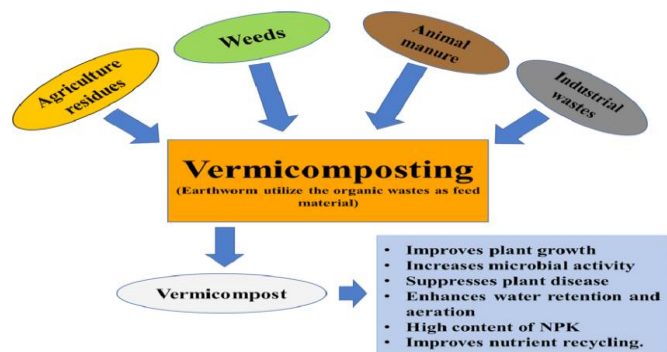 Agriculture
residues
Weeds
Animal
manure
Industrial
wastes
Vermicomposting
(Earthworm utilize the organic wastes as feed
material)
Vermicompost
• Improves plant growth
• Increases microbial activity
• Suppresses plant disease
• Enhances water retention and
aeration
• High content of NPK
• Improves nutrient recycling.